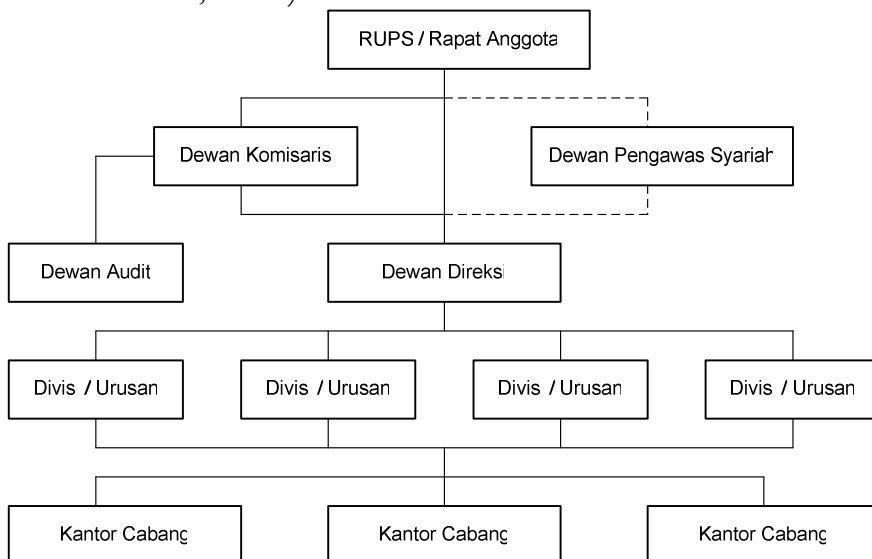 RUPS / Rapat Anggota
Dewan Komisaris
Dewan Pengawas Syariah
Dewan Audit
Dewan Direksi
Divis / Urusan
Divis / Urusan
Divis / Urusan
Divis / Urusan
Kantor Cabang
Kantor Cabang
Kantor Cabang